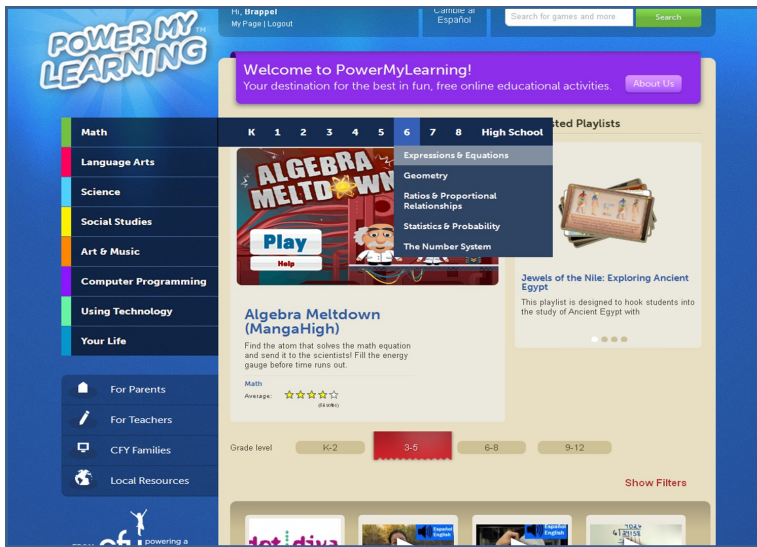 Hi, Brappel
My Page | Logout
Cambie al
Español
Search for games and more
Search
POWER MY
LEARNING
TM
Welcome to PowerMyLearning!
Your destination for the best in fun, free online educational activities.
About Us
Math
Language Arts
Science
Social Studies
Art & Music
Computer Programming
Using Technology
Your Life
K 1 2 3 4 5 6 7 8 High School
Expressions & Equations
Geometry
Ratios & Proportional
Relationships
Statistics & Probability
The Number System
ALGEBRA
MELTDOWN
Play
Help
Algebra Meltdown
(MangaHigh)
Find the atom that solves the math equation
and send it to the scientists! Fill the energy
gauge before time runs out.
Math
Average:
Playlists
Jewels of the Nile: Exploring Ancient
Egypt
This playlist is designed to hook students into
the study of Ancient Egypt with
For Parents
For Teachers
CFY Families
Local Resources
Grade level
K-2
3-5
6-8
9-12
Show Filters
FROM
cfy
powering a
dot diva
Español
English
Español
English